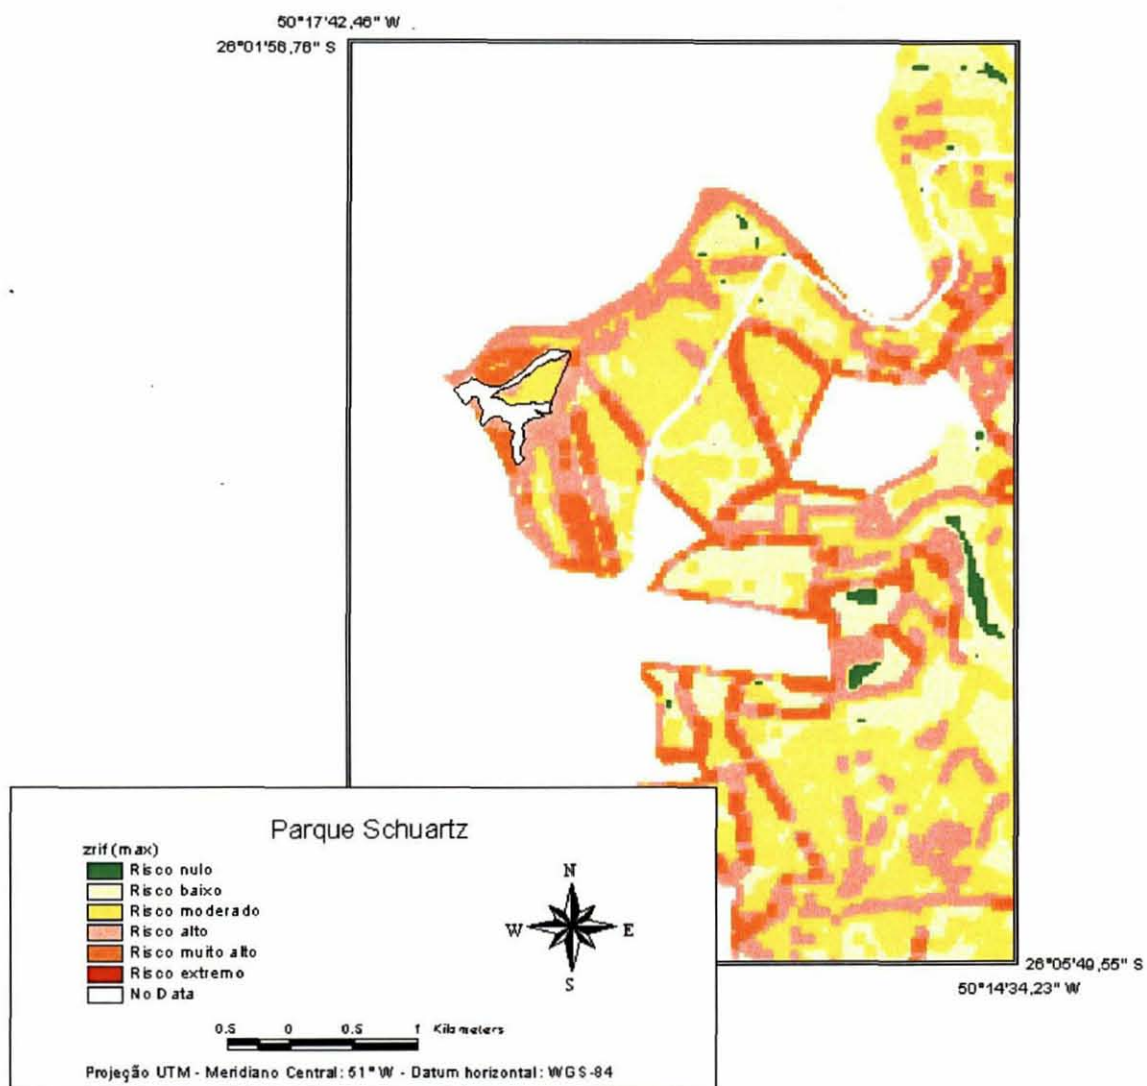 50°17'42,46" W
26°01'58,76" S
Parque Schuartz
zrif(max)
Risco nulo
Risco baixo
Risco moderado
Risco alto
Risco muito alto
Risco extremo
No Data
N
W E
S
0.5 0 0.5 1 Kilometers
Projeção UTM - Meridiano Central: 51° W - Datum horizontal: WGS-84
26°05'49,55" S
50°14'34,23" W